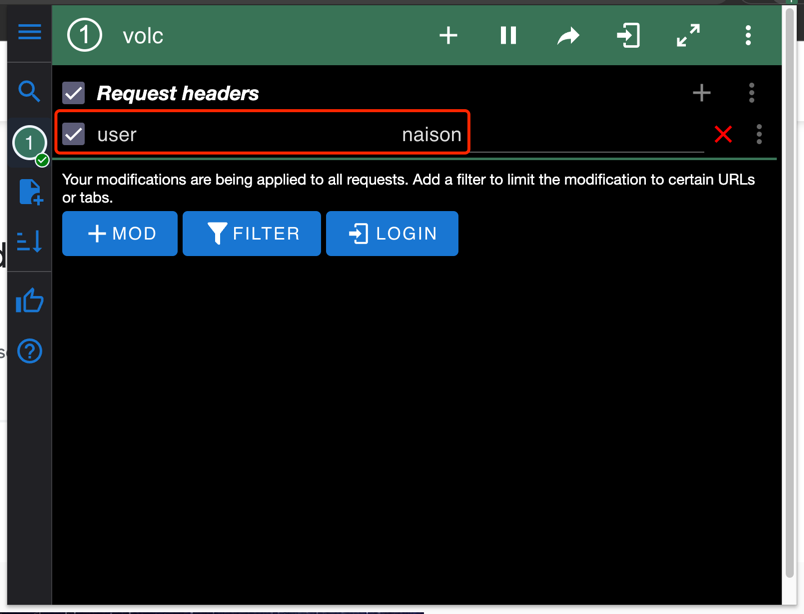 1 volc
Request headers
1
user naison
Your modifications are being applied to all requests. Add a filter to limit the modification to certain URLs
or tabs.
MOD FILTER LOGIN